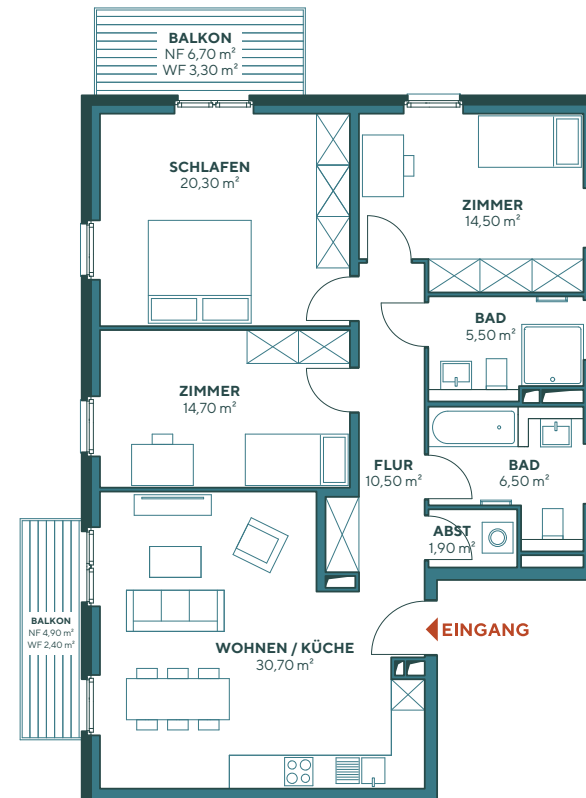 BALKON
NF 6,70 m²
WF 3,30 m²
SCHLAFEN
20,30 m²
ZIMMER
14,50 m²
BAD
5,50 m²
ZIMMER
14,70 m²
FLUR
10,50 m²
BAD
6,50 m²
ABST
1,90 m²
BALKON
NF 4,90 m²
WF 2,40 m²
EINGANG
WOHNEN / KÜCHE
30,70 m²